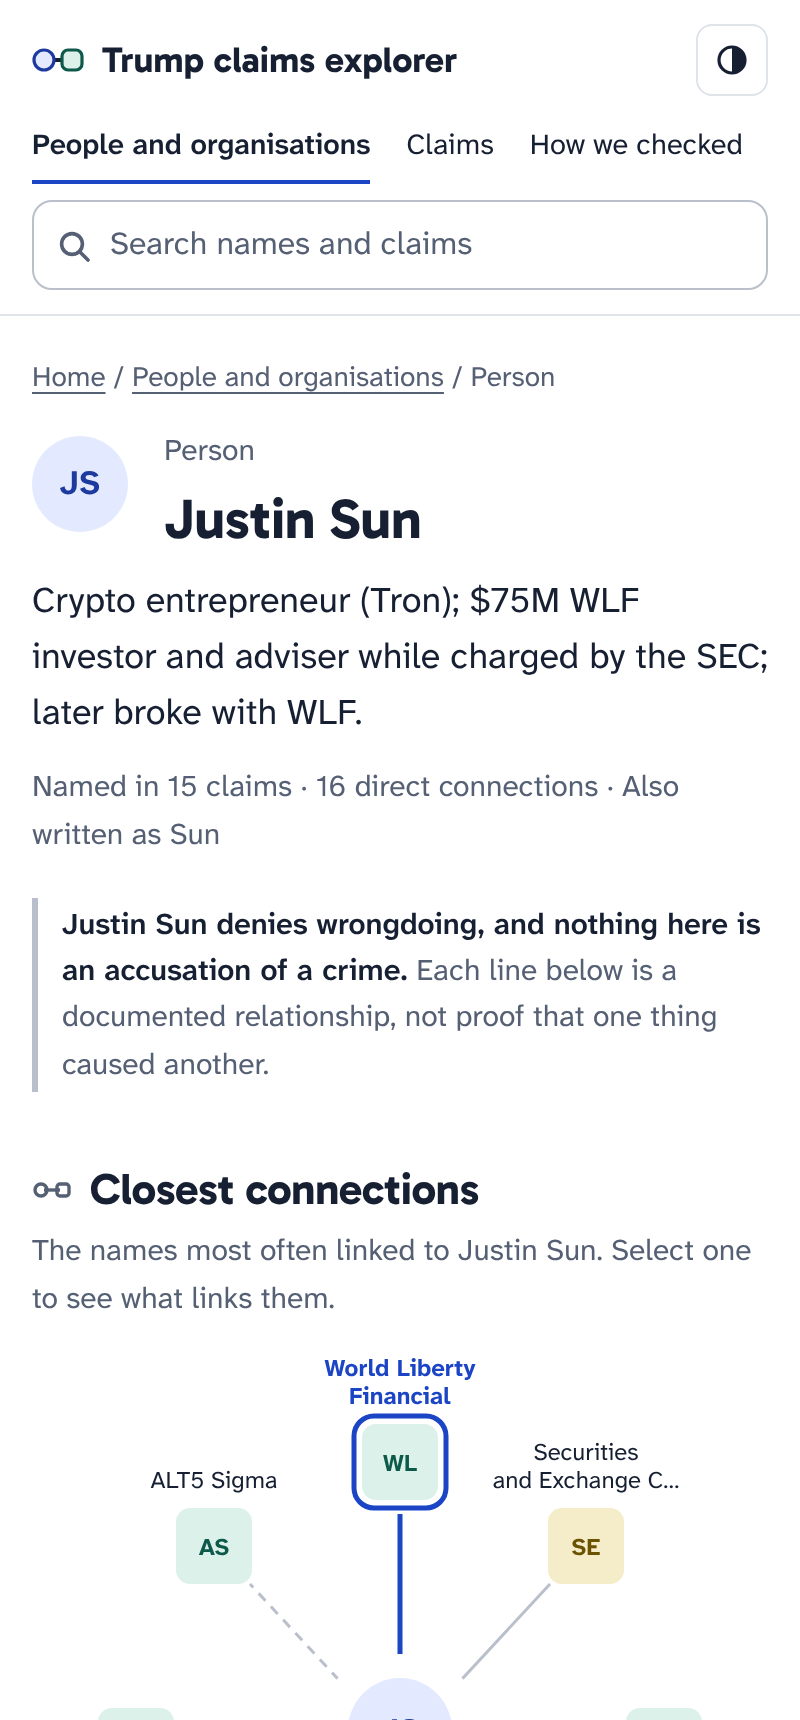 Trump claims explorer
People and organisations Claims How we checked
Search names and claims
Home / People and organisations / Person
JS
Person
Justin Sun
Crypto entrepreneur (Tron); $75M WLF
investor and adviser while charged by the SEC;
later broke with WLF.
Named in 15 claims · 16 direct connections · Also
written as Sun
Justin Sun denies wrongdoing, and nothing here is
an accusation of a crime. Each line below is a
documented relationship, not proof that one thing
caused another.
Closest connections
The names most often linked to Justin Sun. Select one
to see what links them.
World Liberty
Financial
WL
Securities
and Exchange C...
ALT5 Sigma
AS
SE